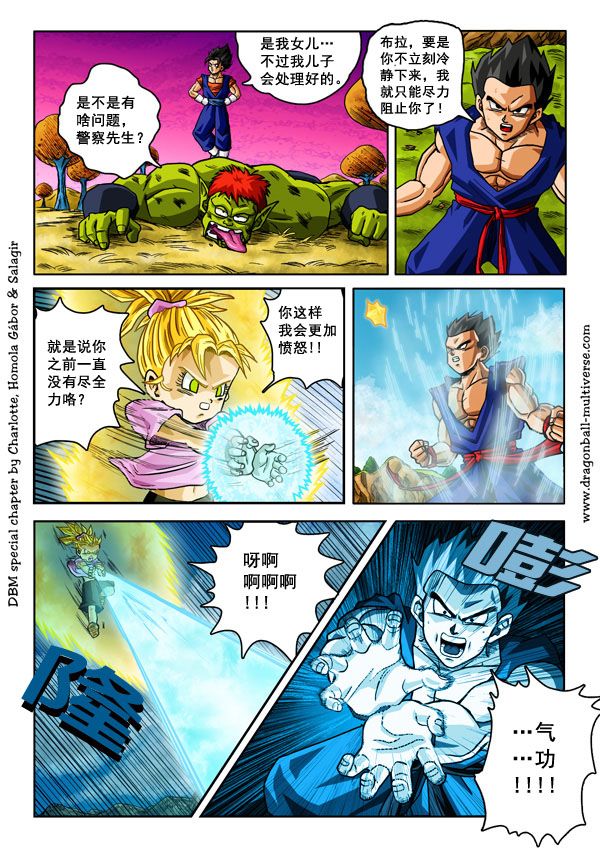 是我女儿…
不过我儿子
会处理好的。
是不是有
啥问题，
警察先生？
布拉，要是
你不立刻冷
静下来，我
就只能尽力
阻止你了！
你这样
我会更加
愤怒！！
就是说你
之前一直
没有尽全
力咯？
呀啊
啊啊啊
！！！
嘭
隆
…气
…功
！！！！
DBM special chapter by Charlotte, Homola Gábor & Salagir
www.dragonball-multiverse.com